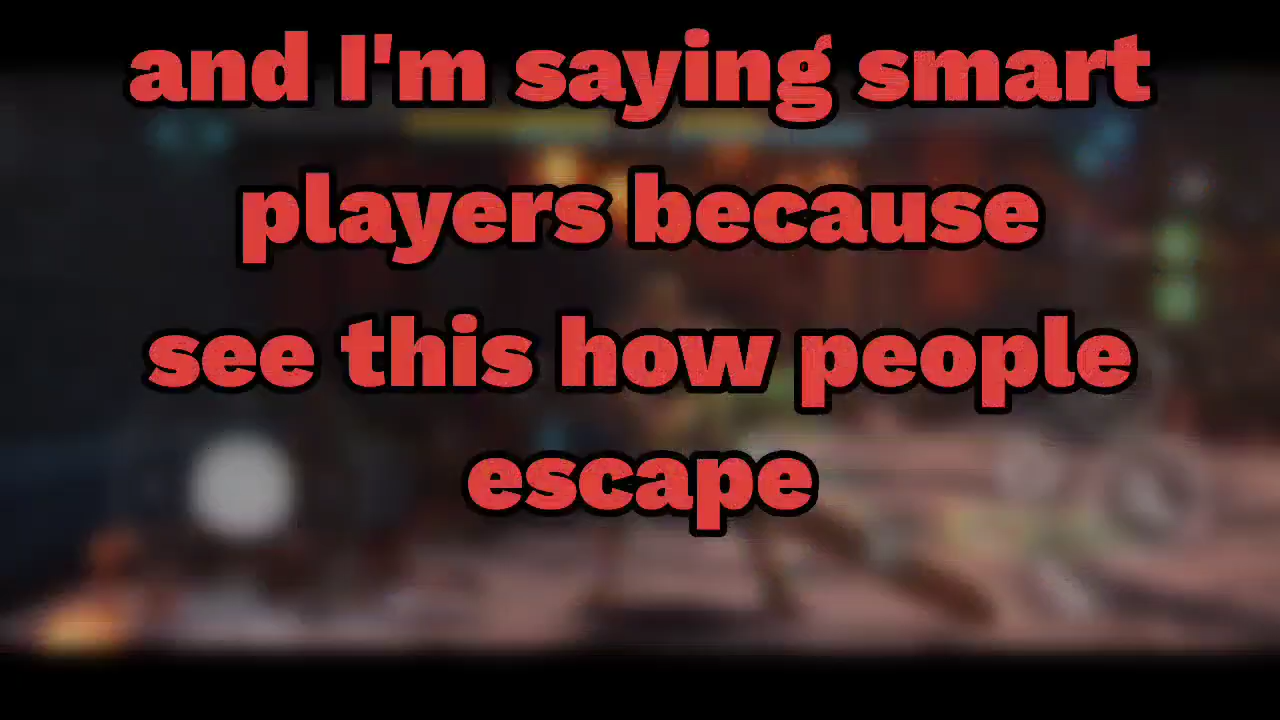 and I'm saying smart
players because
see this how people
escape